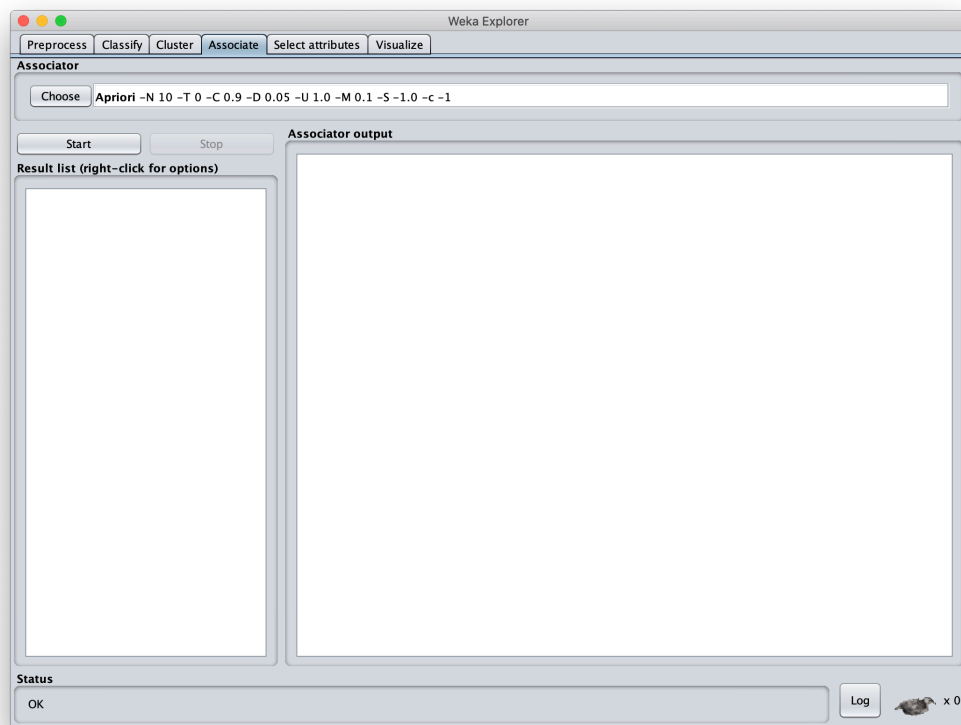 Weka Explorer
Preprocess Classify Cluster Associate Select attributes Visualize
Associator
Choose Apriori -N 10 -T 0 -C 0.9 -D 0.05 -U 1.0 -M 0.1 -S -1.0 -c -1
Start Stop
Associator output
Result list (right-click for options)
Status
OK
Log x 0